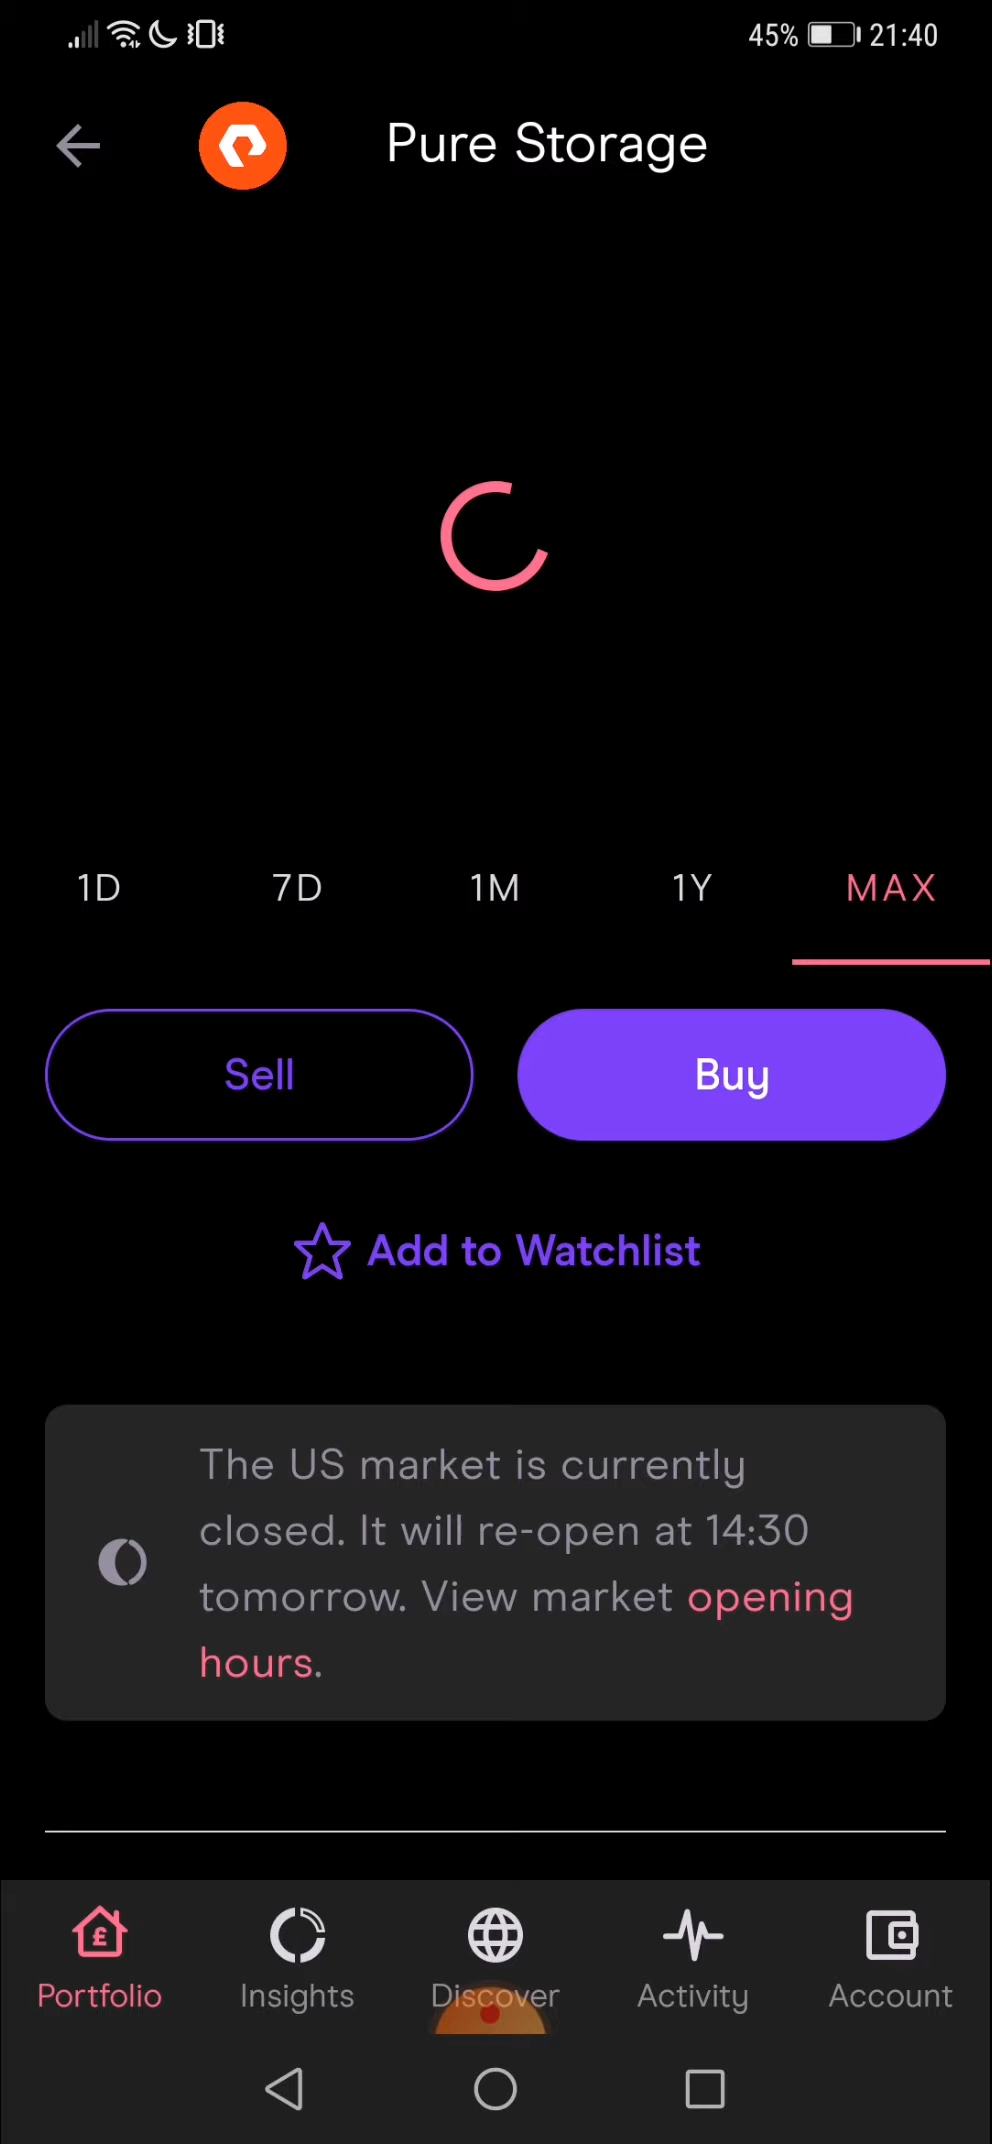 45% 21:40
Pure Storage
1D 7D 1M 1Y MAX
Sell Buy
Add to Watchlist
The US market is currently
closed. It will re-open at 14:30
tomorrow. View market opening
hours.
£
Portfolio Insights Discover Activity Account